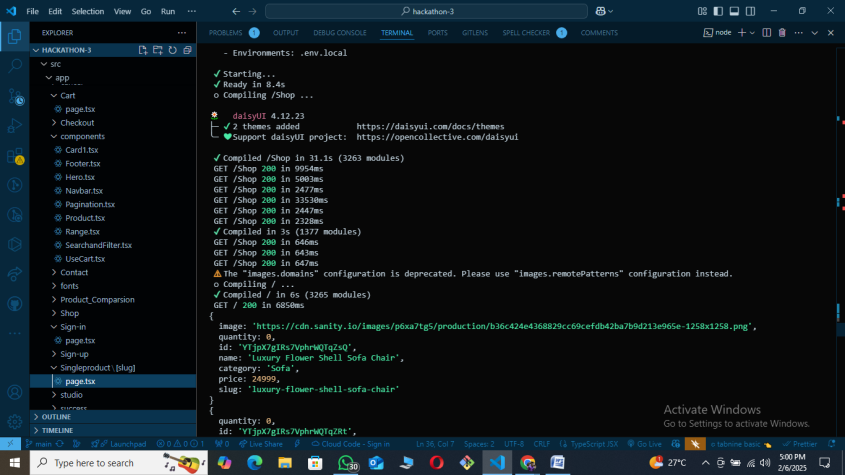 File Edit Selection View Go Run ···
hackathon-3
EXPLORER ···
HACKATHON-3
src
app
Cart
page.tsx
Checkout
components
Card1.tsx
Footer.tsx
Hero.tsx
Navbar.tsx
Pagination.tsx
Product.tsx
Range.tsx
SearchandFilter.tsx
UseCart.tsx
Contact
fonts
Product_Comparsion
Shop
Sign-in
page.tsx
Sign-up
Singleproduct \ [slug]
page.tsx
studio
success
OUTLINE
TIMELINE
PROBLEMS 1 OUTPUT DEBUG CONSOLE TERMINAL PORTS GITLENS SPELL CHECKER 1 COMMENTS
node
- Environments: .env.local
✓ Starting...
✓ Ready in 8.4s
○ Compiling /Shop ...
daisyUI 4.12.23
✓ 2 themes added https://daisyui.com/docs/themes
Support daisyUI project: https://opencollective.com/daisyui
✓ Compiled /Shop in 31.1s (3263 modules)
GET /Shop 200 in 9954ms
GET /Shop 200 in 5003ms
GET /Shop 200 in 2477ms
GET /Shop 200 in 33530ms
GET /Shop 200 in 2447ms
GET /Shop 200 in 2328ms
✓ Compiled in 3s (1377 modules)
GET /Shop 200 in 646ms
GET /Shop 200 in 643ms
GET /Shop 200 in 647ms
⚠ The "images.domains" configuration is deprecated. Please use "images.remotePatterns" configuration instead.
○ Compiling / ...
✓ Compiled / in 6s (3265 modules)
GET / 200 in 6850ms
{
image: 'https://cdn.sanity.io/images/p6xa7tg5/production/b36c424e4368829cc69cefdb42ba7b9d213e965e-1258x1258.png',
quantity: 0,
id: 'YTjpX7gIRs7VphrWQTqZsQ',
name: 'Luxury Flower Shell Sofa Chair',
category: 'Sofa',
price: 24999,
slug: 'luxury-flower-shell-sofa-chair'
}
{
quantity: 0,
id: 'YTjpX7gIRs7VphrWQTqZRt',
Activate Windows
Go to Settings to activate Windows.
main Launchpad 0 0 1 0 Live Share Cloud Code - Sign in Ln 36, Col 7 Spaces: 2 UTF-8 CRLF TypeScript JSX Go Live tabnine basic Prettier
Type here to search
30
27°C
5:00 PM
2/6/2025